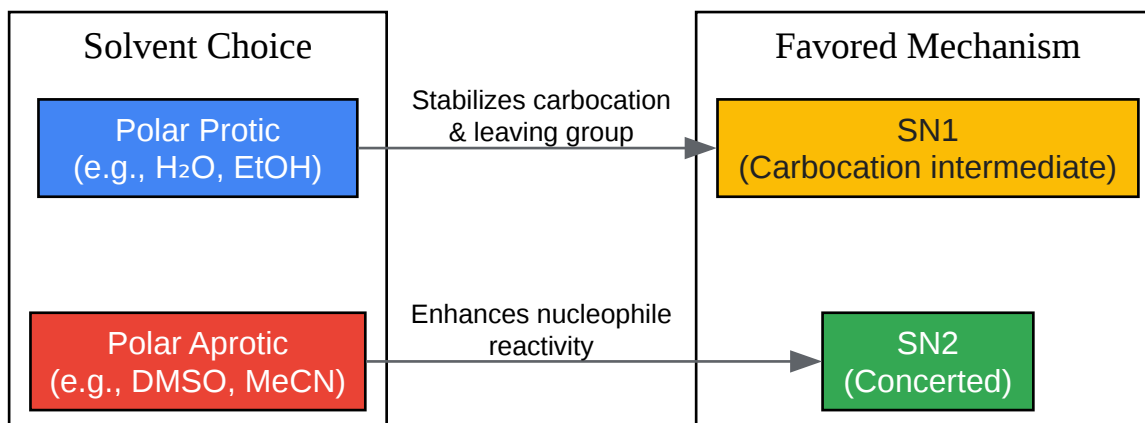 Solvent Choice
Favored Mechanism
Polar Protic
(e.g., H₂O, EtOH)
Stabilizes carbocation
& leaving group
SN1
(Carbocation intermediate)
Polar Aprotic
(e.g., DMSO, MeCN)
Enhances nucleophile
reactivity
SN2
(Concerted)